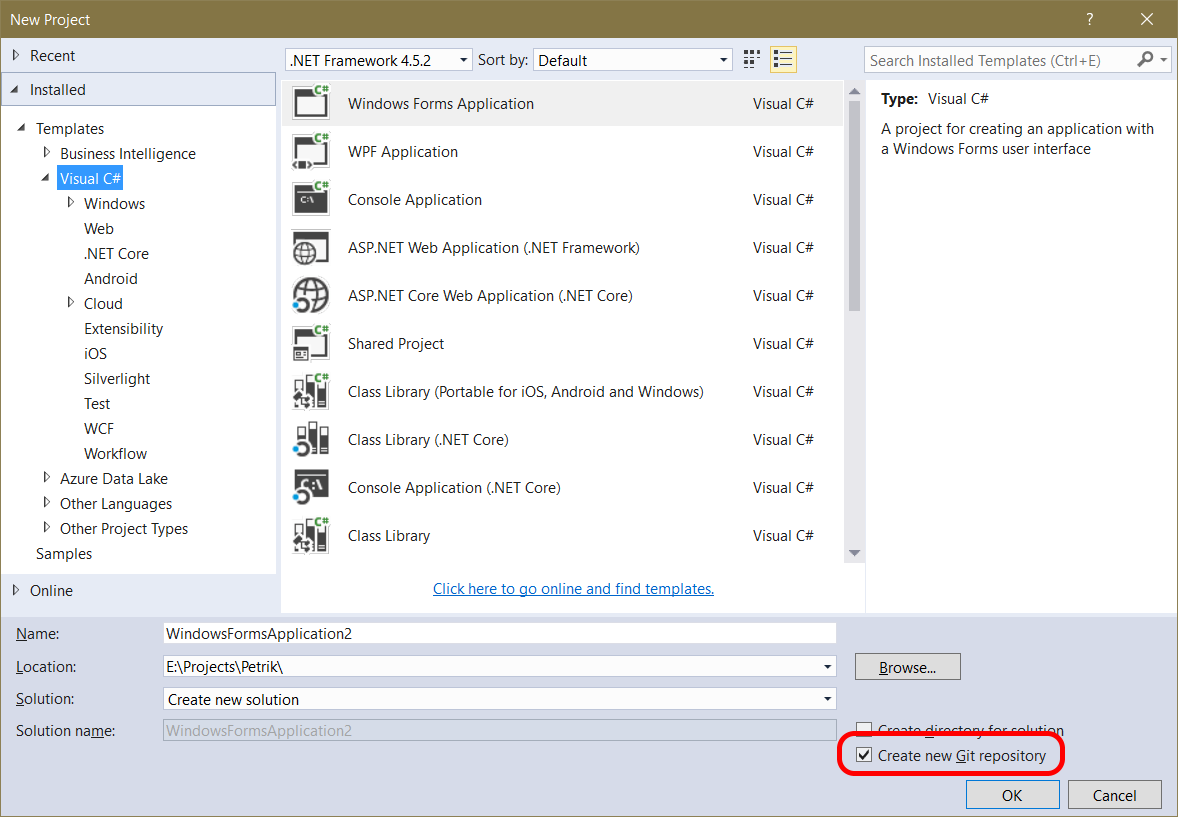 New Project
?
Recent
.NET Framework 4.5.2
Sort by:
Default
Search Installed Templates (Ctrl+E)
Installed
Templates
Business Intelligence
Visual C#
Windows
Web
.NET Core
Android
Cloud
Extensibility
iOS
Silverlight
Test
WCF
Workflow
Azure Data Lake
Other Languages
Other Project Types
Samples
Online
C# Windows Forms Application Visual C#
C# WPF Application Visual C#
C# C:\ Console Application Visual C#
ASP.NET Web Application (.NET Framework) Visual C#
ASP.NET Core Web Application (.NET Core) Visual C#
C# Shared Project Visual C#
C# Class Library (Portable for iOS, Android and Windows) Visual C#
Class Library (.NET Core) Visual C#
C:\ Console Application (.NET Core) Visual C#
C# Class Library Visual C#
Click here to go online and find templates.
Type: Visual C#
A project for creating an application with
a Windows Forms user interface
Name: WindowsFormsApplication2
Location: E:\Projects\Petrik\ Browse...
Solution: Create new solution
Solution name: WindowsFormsApplication2
Create directory for solution
Create new Git repository
OK Cancel